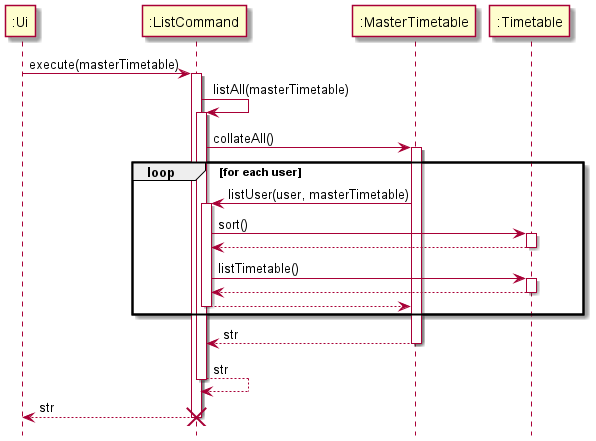 :Ui
:ListCommand
:MasterTimetable
:Timetable
execute(masterTimetable)
listAll(masterTimetable)
collateAll()
loop
[for each user]
listUser(user, masterTimetable)
sort()
listTimetable()
str
str
str